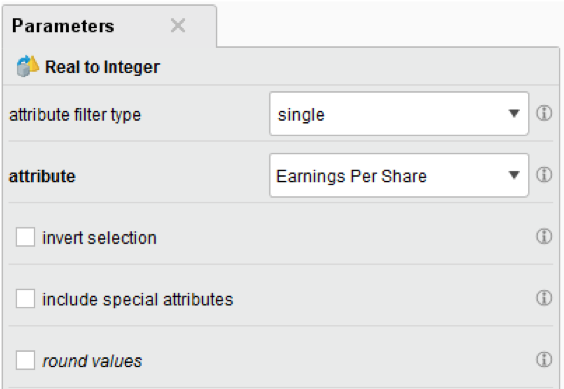 Parameters
Real to Integer
attribute filter type single
attribute Earnings Per Share
invert selection
include special attributes
round values